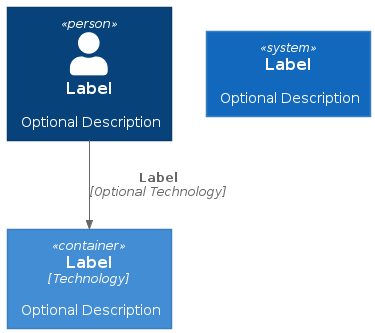 «person»
Label
Optional Description
«system»
Label
Optional Description
Label
[Optional Technology]
«container»
Label
[Technology]
Optional Description